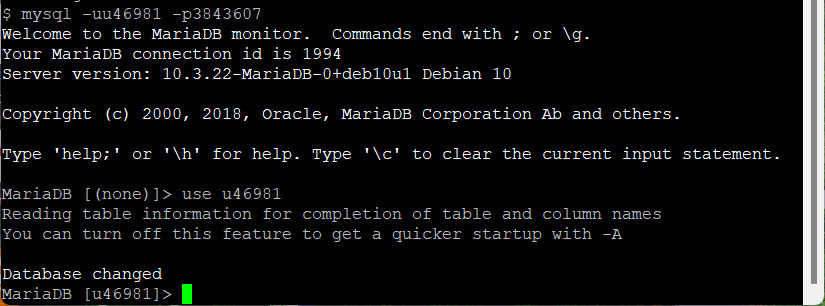 $ mysql -uu46981 -p3843607
Welcome to the MariaDB monitor.  Commands end with ; or \g.
Your MariaDB connection id is 1994
Server version: 10.3.22-MariaDB-0+deb10u1 Debian 10
Copyright (c) 2000, 2018, Oracle, MariaDB Corporation Ab and others.
Type 'help;' or '\h' for help. Type '\c' to clear the current input statement.
MariaDB [(none)]> use u46981
Reading table information for completion of table and column names
You can turn off this feature to get a quicker startup with -A
Database changed
MariaDB [u46981]>